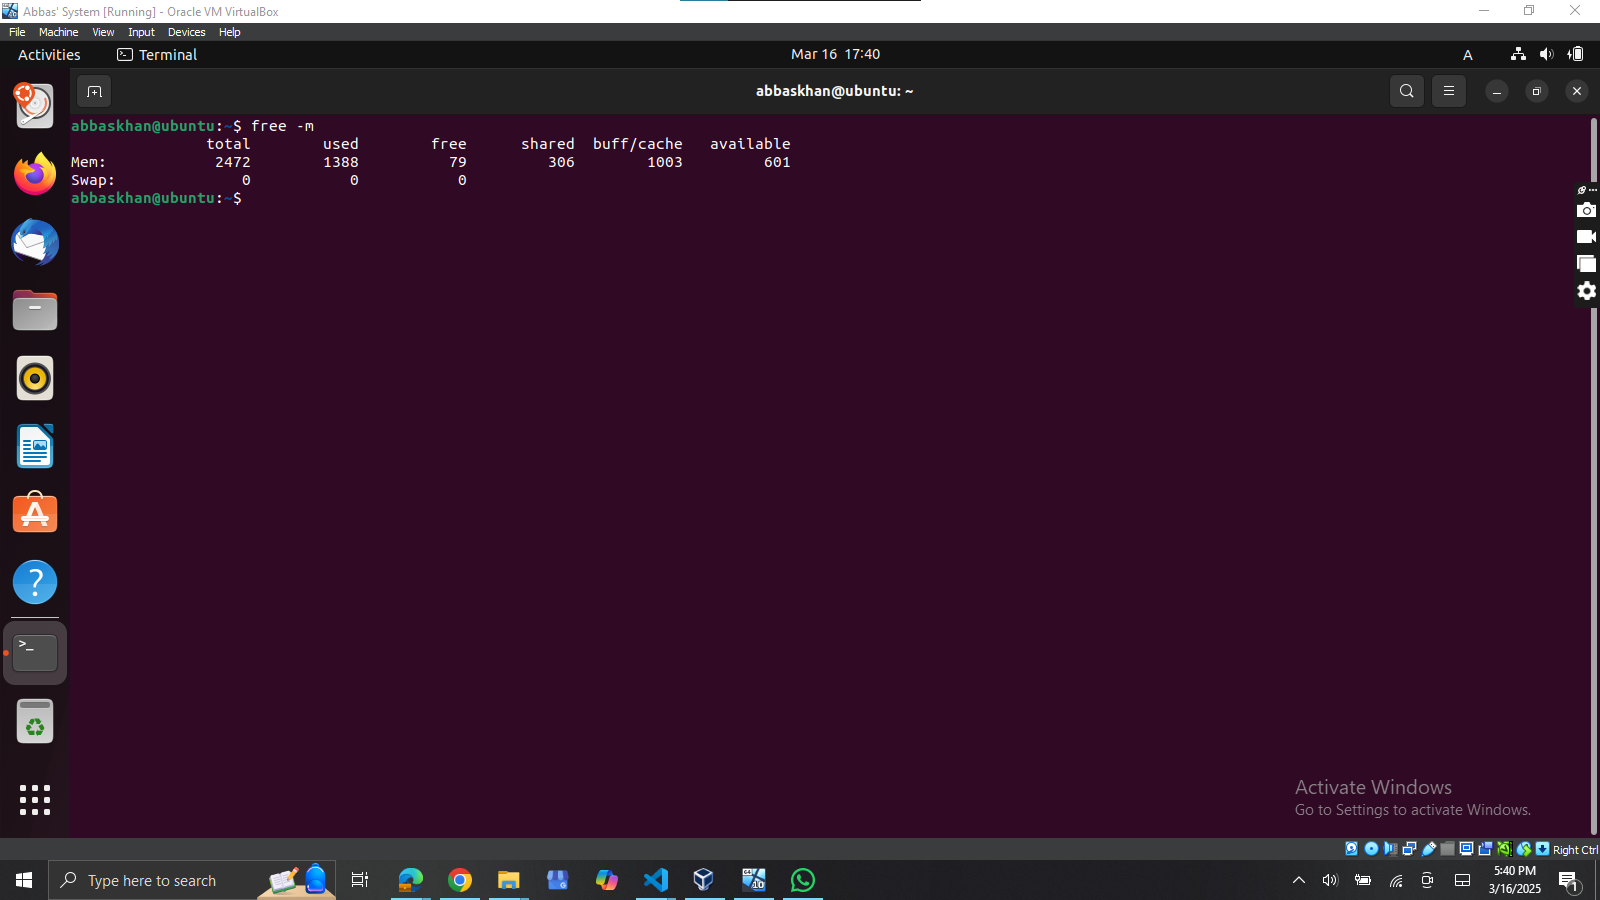 Abbas' System [Running] - Oracle VM VirtualBox
File Machine View Input Devices Help
Activities Terminal Mar 16 17:40 A
abbaskhan@ubuntu: ~
abbaskhan@ubuntu:~$ free -m
total used free shared buff/cache available
Mem: 2472 1388 79 306 1003 601
Swap: 0 0 0
abbaskhan@ubuntu:~$
Activate Windows
Go to Settings to activate Windows.
Right Ctrl
Type here to search
5:40 PM
3/16/2025
1